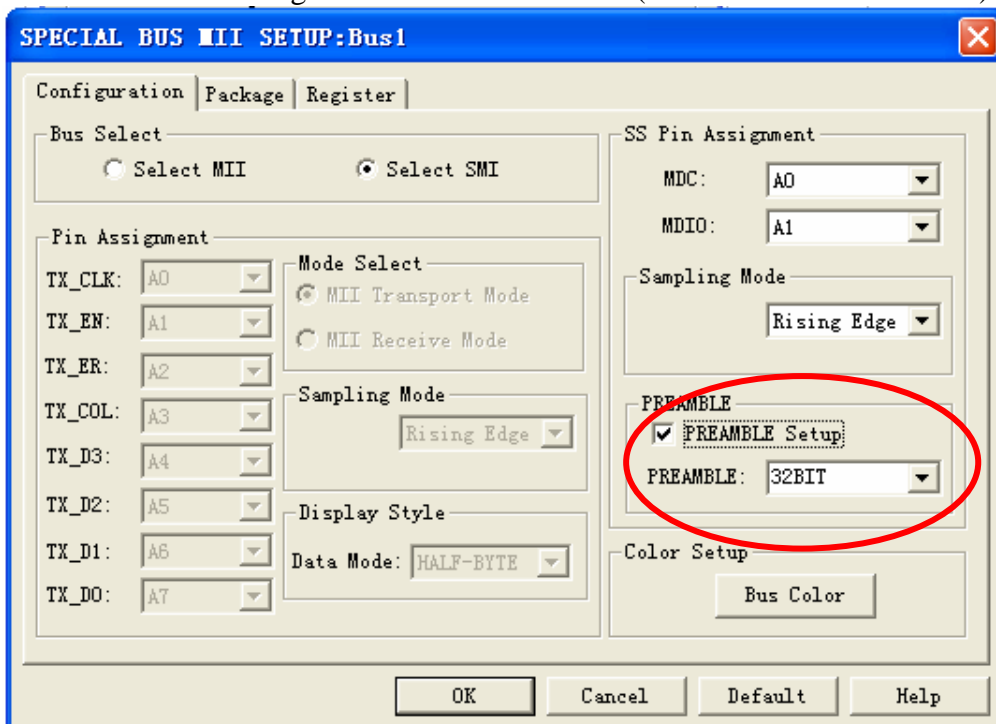 SPECIAL BUS MII SETUP:Bus1
Configuration Package Register
Bus Select
Select MII Select SMI
Pin Assignment
TX_CLK: A0
TX_EN: A1
TX_ER: A2
TX_COL: A3
TX_D3: A4
TX_D2: A5
TX_D1: A6
TX_D0: A7
Mode Select
MII Transport Mode
MII Receive Mode
Sampling Mode
Rising Edge
Display Style
Data Mode: HALF-BYTE
SS Pin Assignment
MDC: A0
MDIO: A1
Sampling Mode
Rising Edge
PREAMBLE
PREAMBLE Setup
PREAMBLE: 32BIT
Color Setup
Bus Color
OK Cancel Default Help